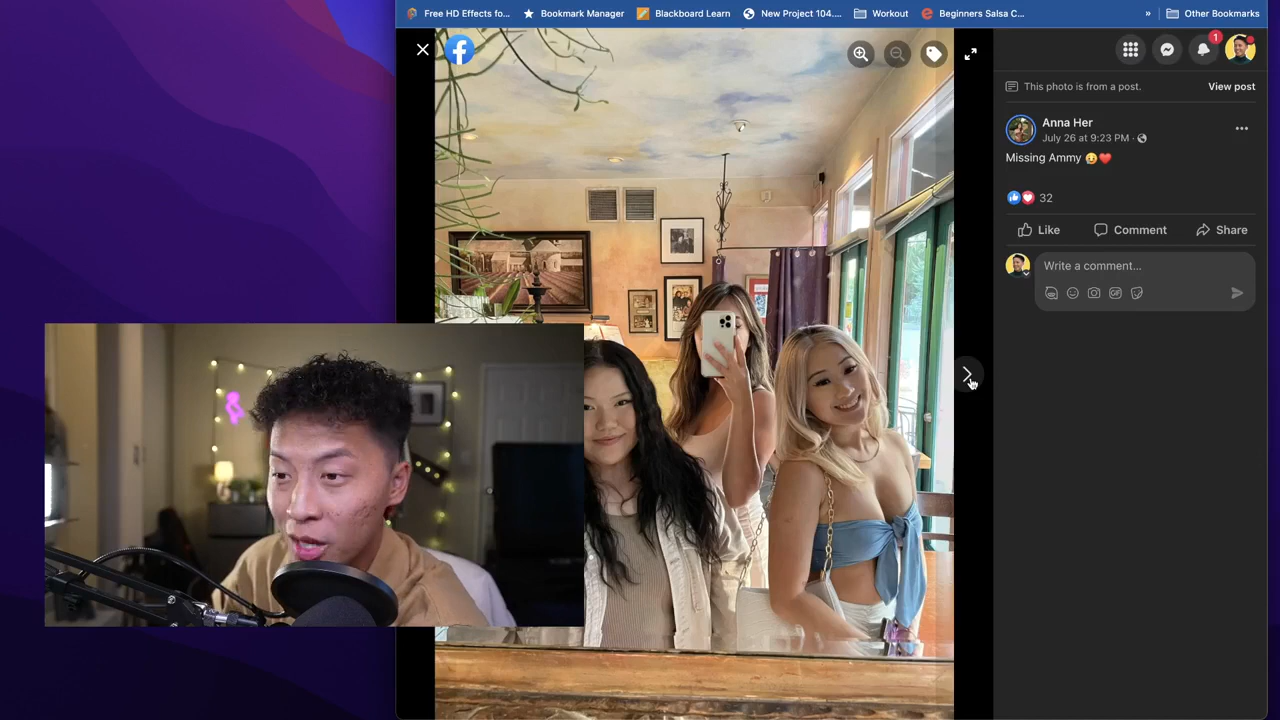 Free HD Effects fo...
Bookmark Manager
Blackboard Learn
New Project 104....
Workout
Beginners Salsa C...
»
Other Bookmarks
1
This photo is from a post.
View post
Anna Her
July 26 at 9:23 PM ·
Missing Ammy 🥹❤️
32
Like
Comment
Share
Write a comment...
GIF